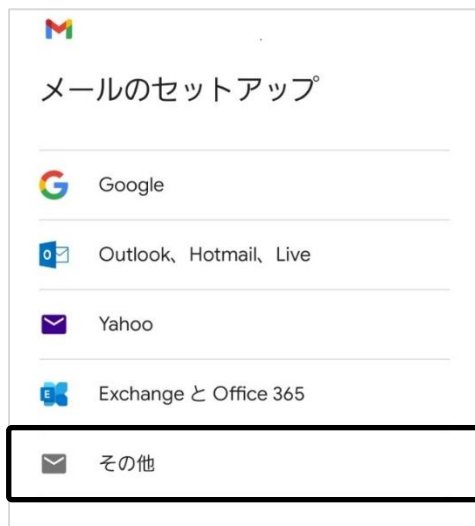 メールのセットアップ
Google
Outlook、Hotmail、Live
Yahoo
Exchange と Office 365
その他